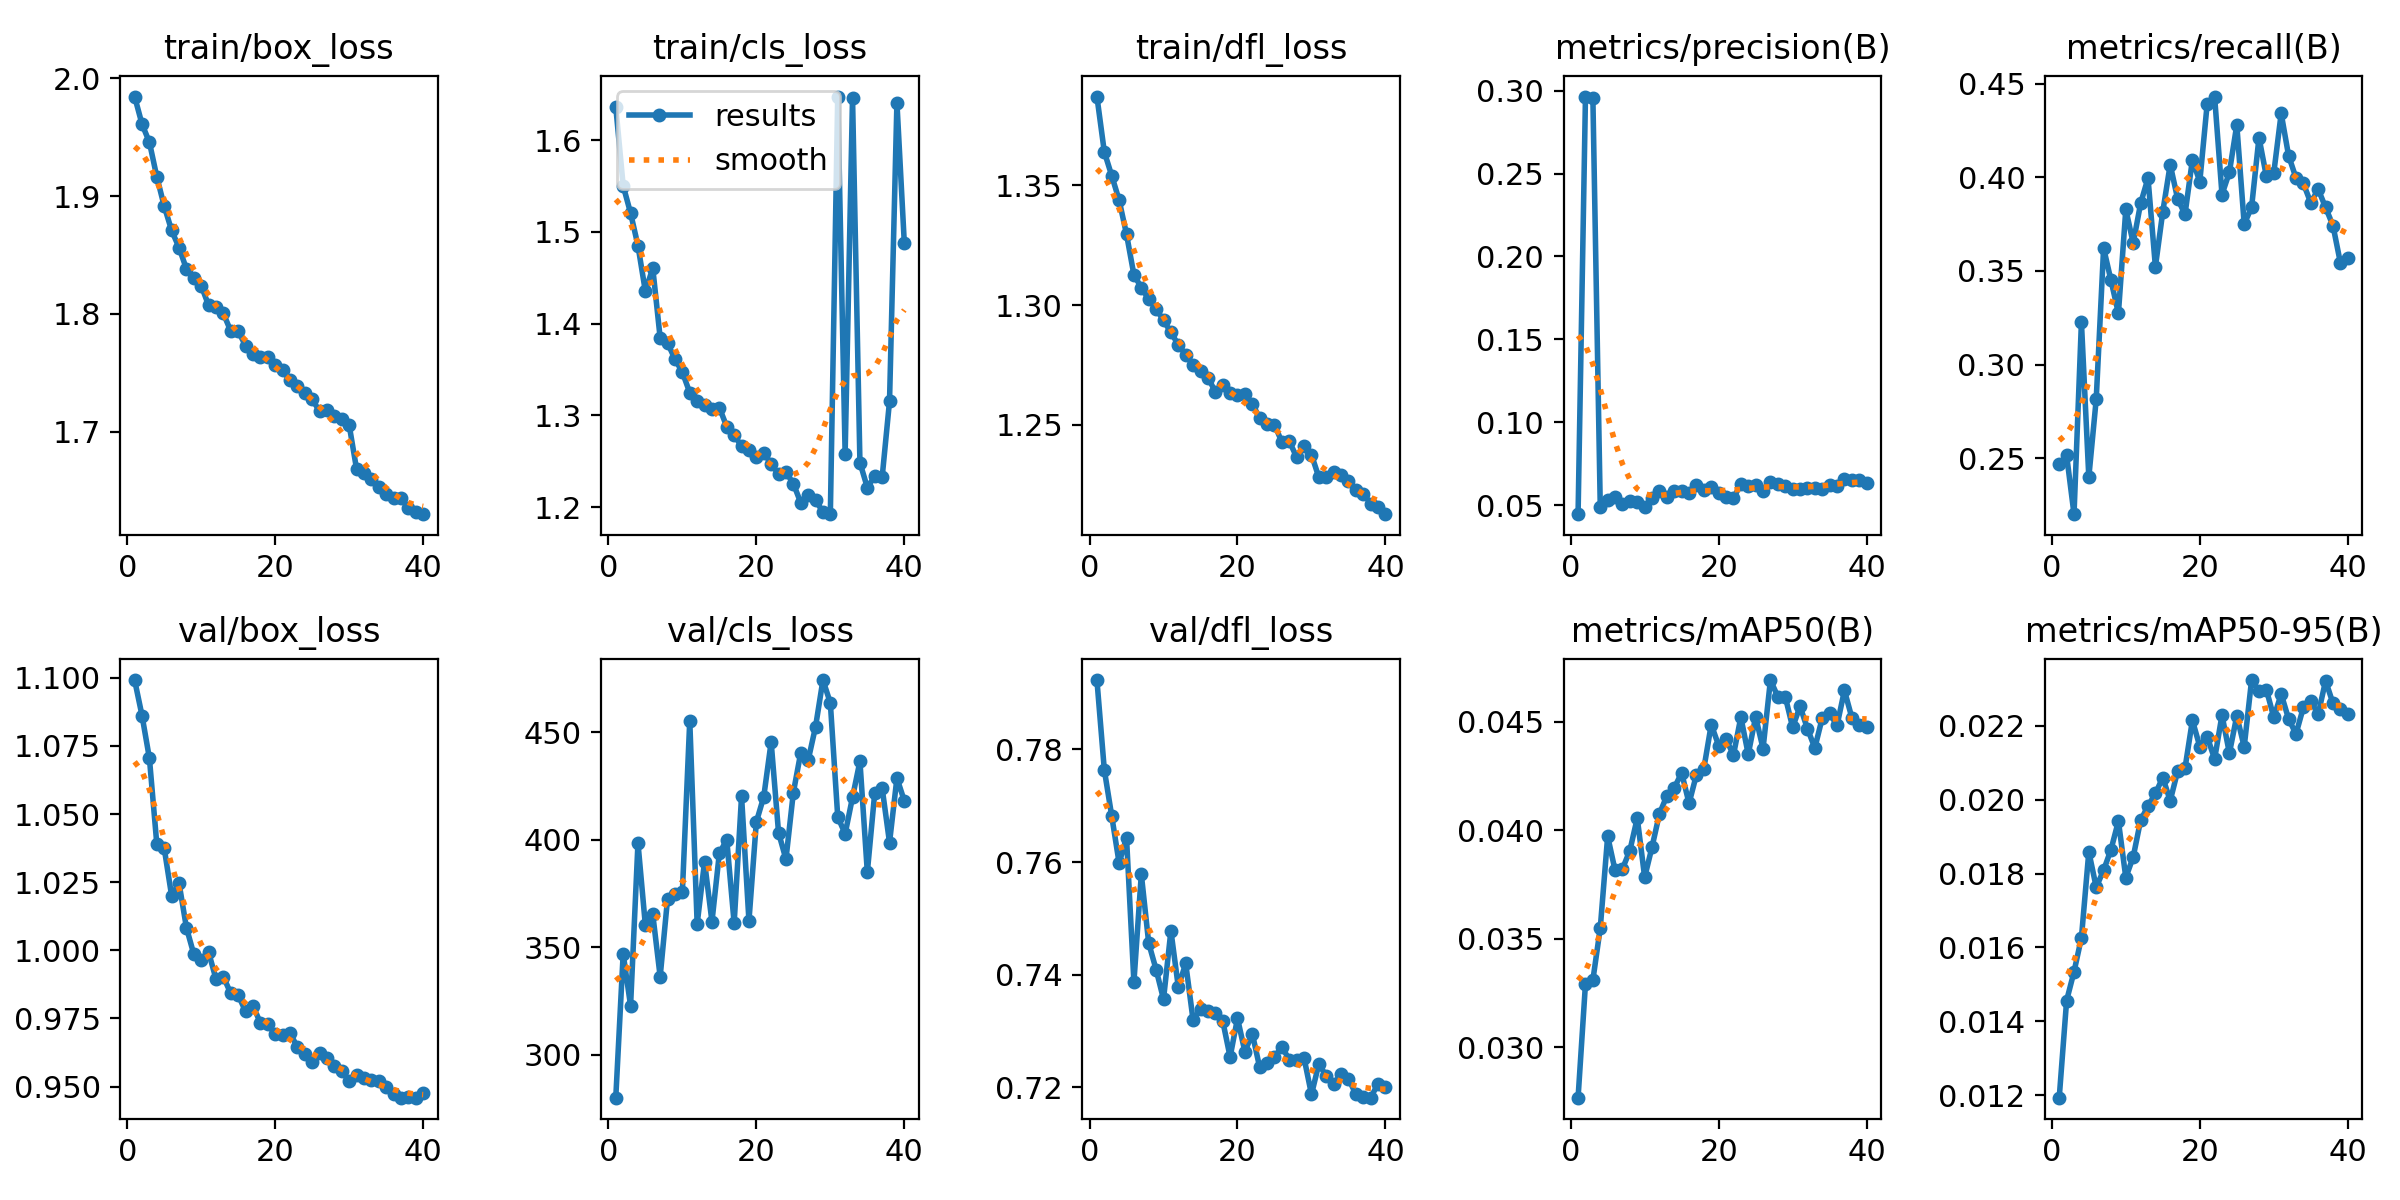 train/box_loss
train/cls_loss
train/dfl_loss
metrics/precision(B)
metrics/recall(B)
2.0
1.9
1.8
1.7
0 20 40
results
smooth
1.6
1.5
1.4
1.3
1.2
0 20 40
1.35
1.30
1.25
0 20 40
0.30
0.25
0.20
0.15
0.10
0.05
0 20 40
0.45
0.40
0.35
0.30
0.25
0 20 40
val/box_loss
val/cls_loss
val/dfl_loss
metrics/mAP50(B)
metrics/mAP50-95(B)
1.100
1.075
1.050
1.025
1.000
0.975
0.950
0 20 40
450
400
350
300
0 20 40
0.78
0.76
0.74
0.72
0 20 40
0.045
0.040
0.035
0.030
0 20 40
0.022
0.020
0.018
0.016
0.014
0.012
0 20 40